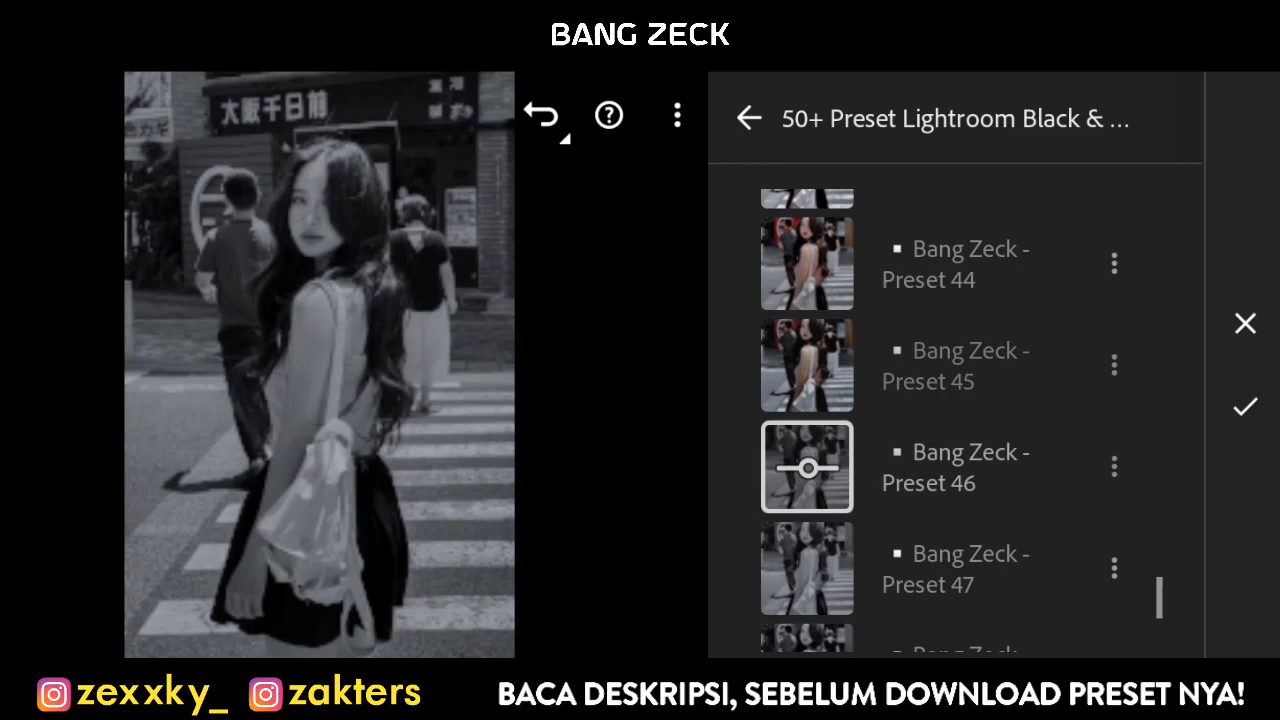 BANG ZECK
大阪千日前
50+ Preset Lightroom Black & ...
▪ Bang Zeck -
Preset 44
▪ Bang Zeck -
Preset 45
▪ Bang Zeck -
Preset 46
▪ Bang Zeck -
Preset 47
zexxky_ zakters
BACA DESKRIPSI, SEBELUM DOWNLOAD PRESET NYA!